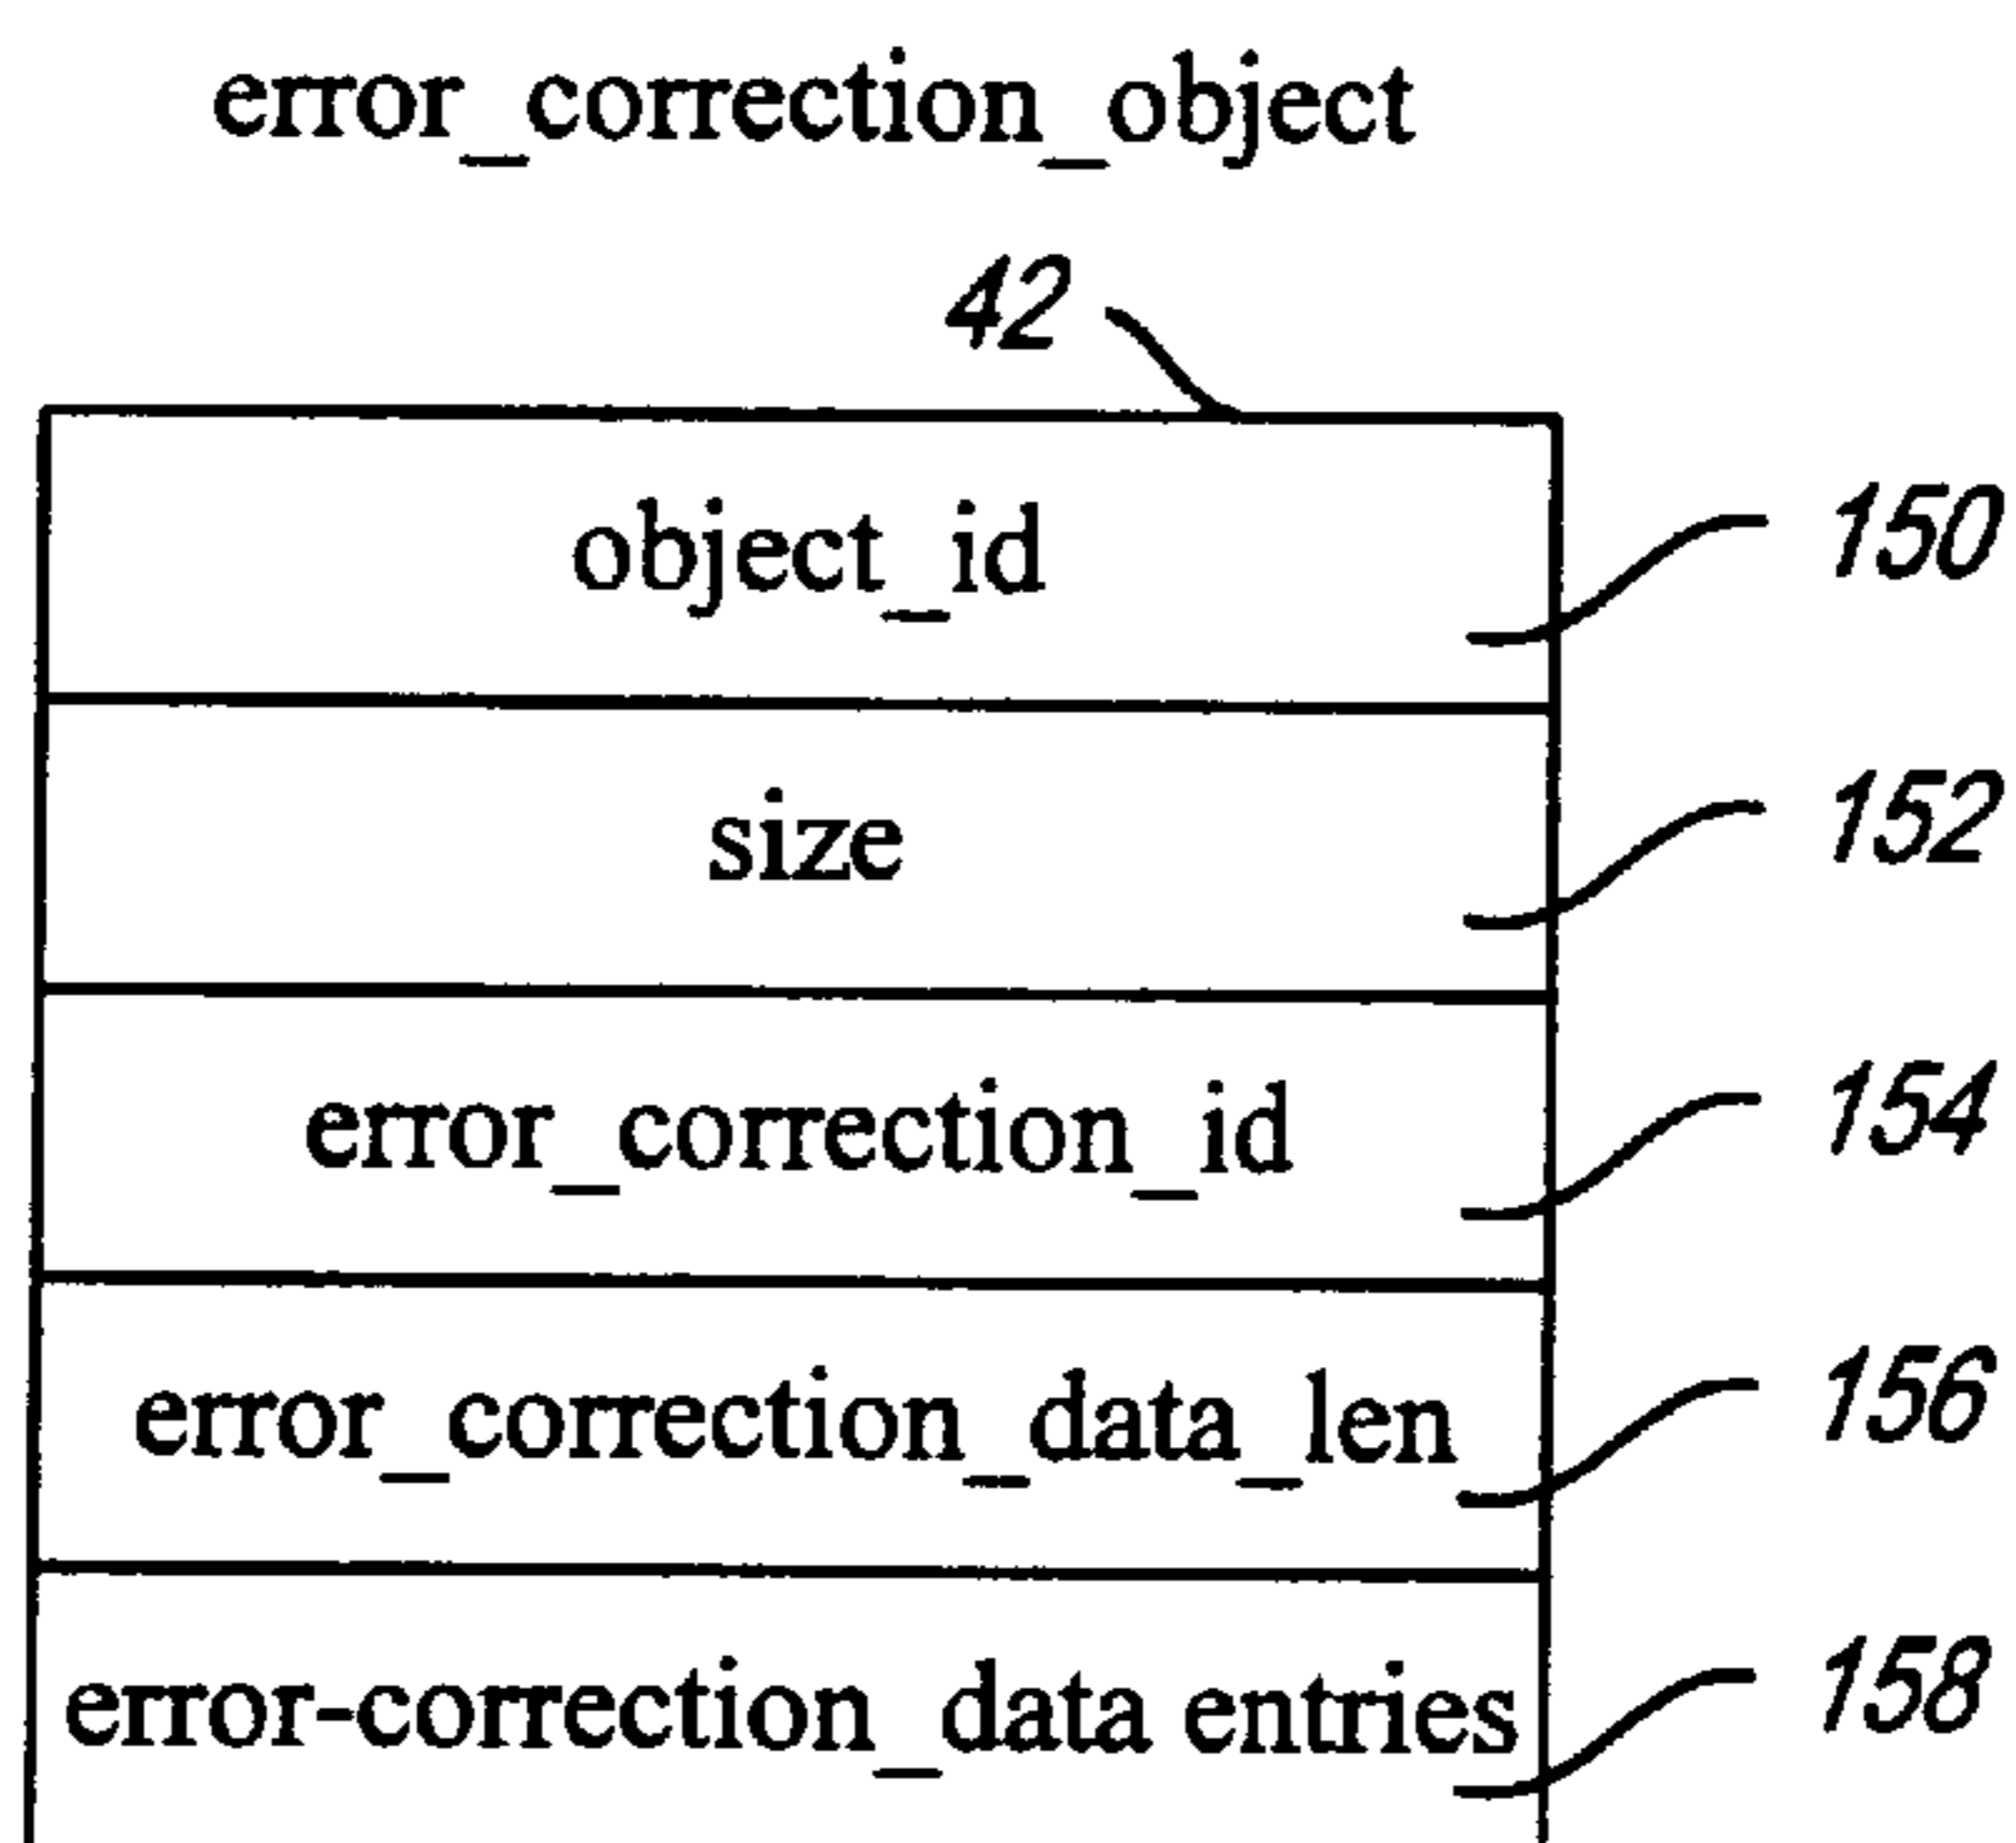 error_correction_object
42
object_id
150
size
152
error_correction_id
154
error_correction_data_len
156
error-correction_data entries
158